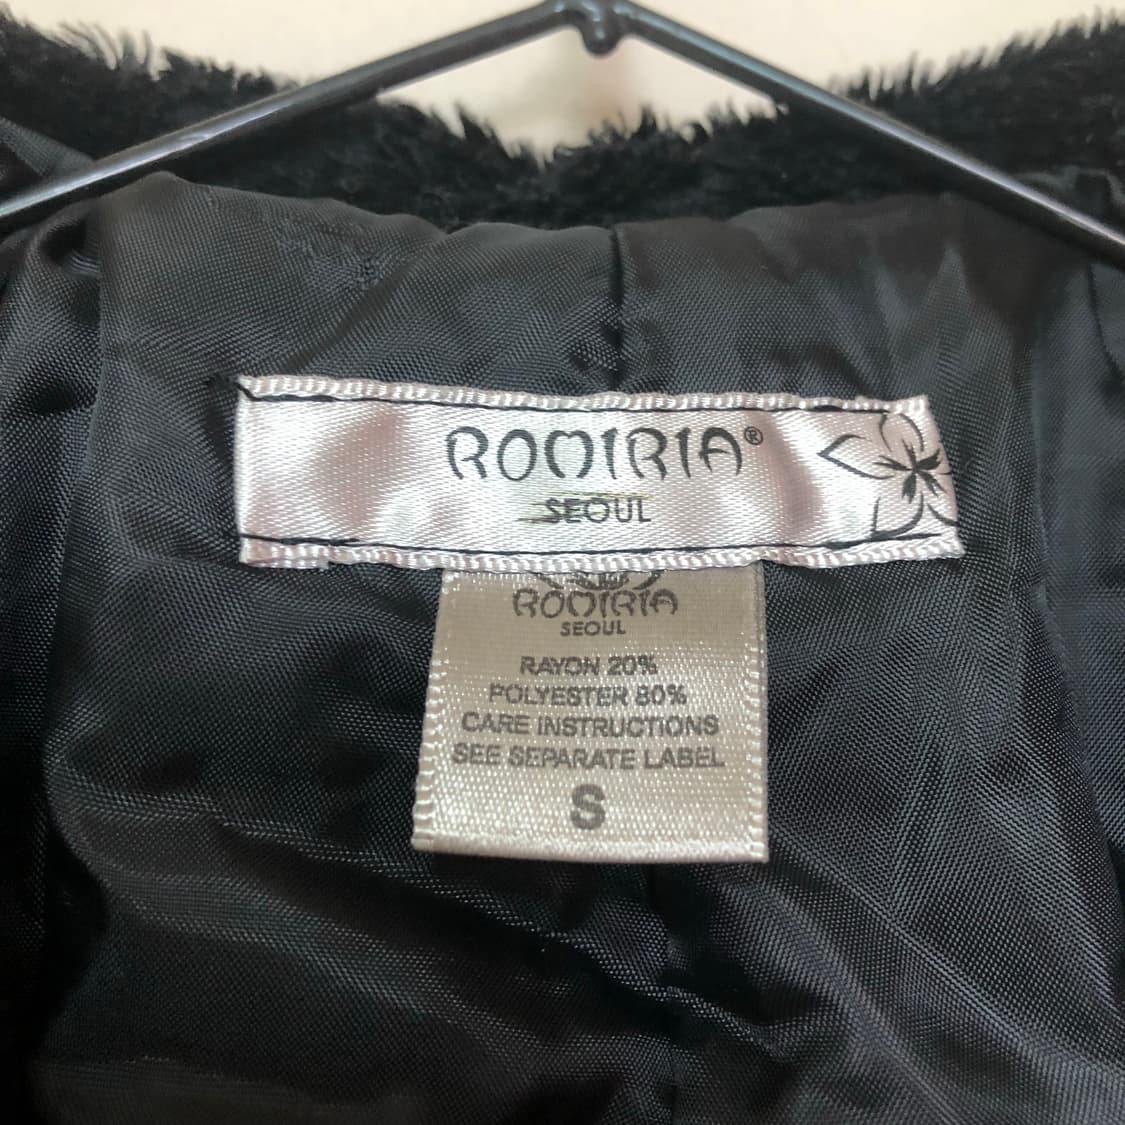 ROMIRIA®
SEOUL
ROMIRIA
SEOUL
RAYON 20%
POLYESTER 80%
CARE INSTRUCTIONS
SEE SEPARATE LABEL
S